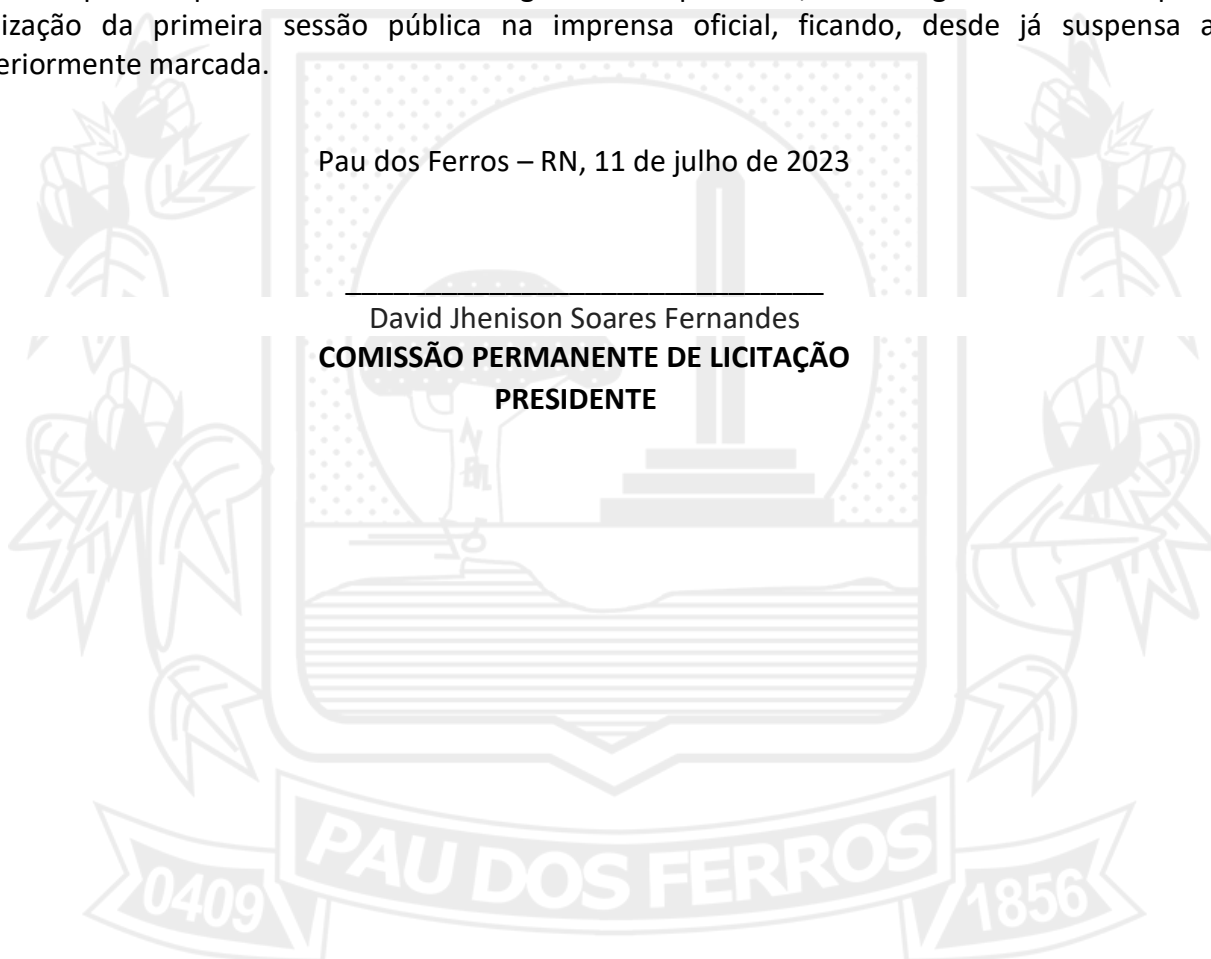 ização da primeira sessão pública na imprensa oficial, ficando, desde já suspensa a
eriormente marcada.
Pau dos Ferros – RN, 11 de julho de 2023
David Jhenison Soares Fernandes
COMISSÃO PERMANENTE DE LICITAÇÃO
PRESIDENTE
PAU DOS FERROS
0409
1856